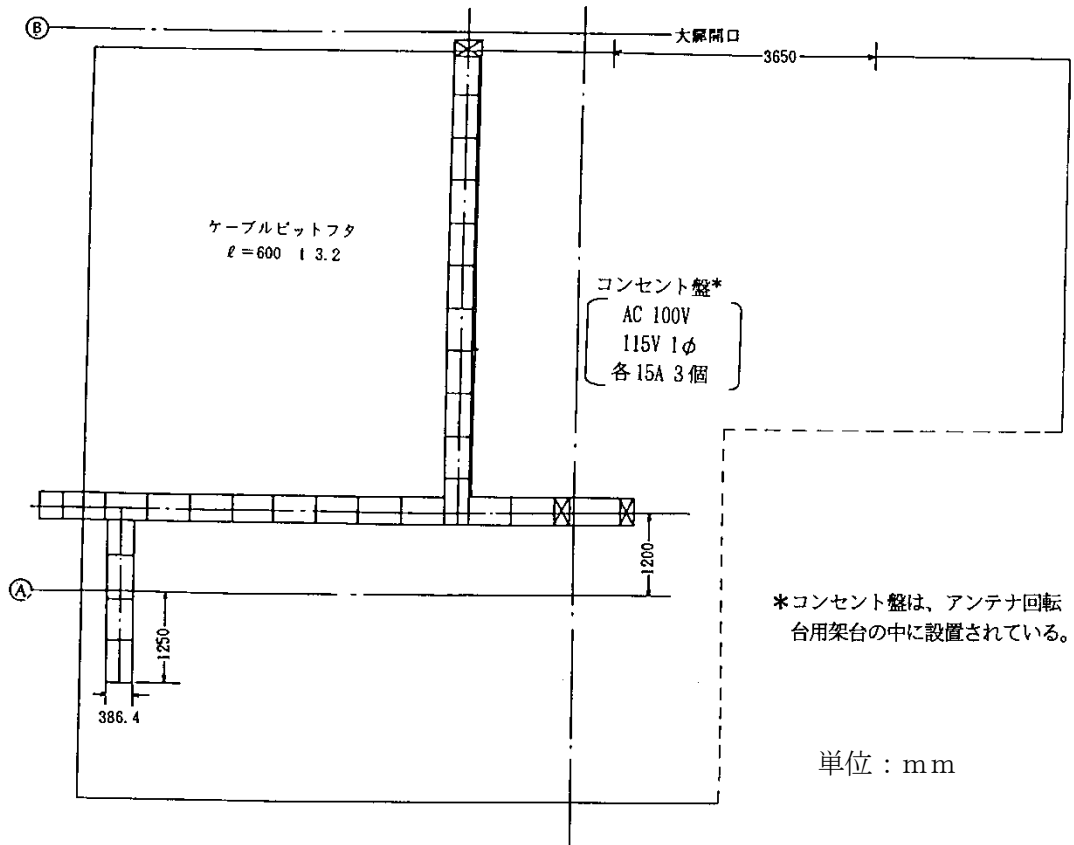 B
大扉開口
3650
ケーブルピットフタ
ℓ=600 t 3.2
コンセント盤*
AC 100V
115V 1φ
各15A 3個
1200
A
1250
386.4
*コンセント盤は、アンテナ回転
台用架台の中に設置されている。
単位：mm